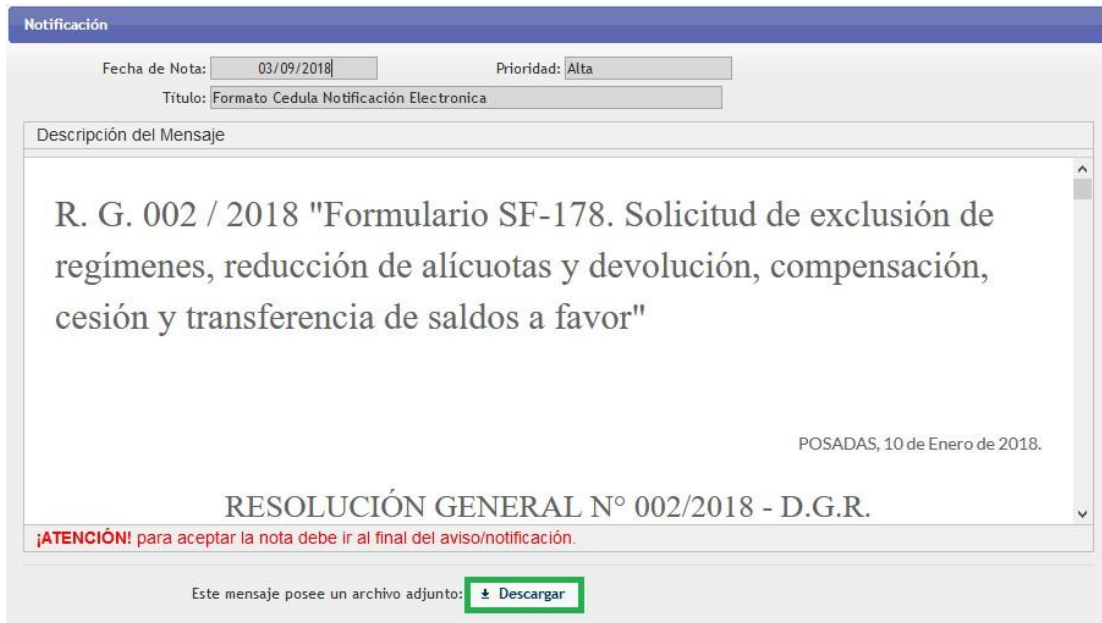 Notificación
Fecha de Nota: 03/09/2018 Prioridad: Alta
Título: Formato Cedula Notificación Electronica
Descripción del Mensaje
R. G. 002 / 2018 "Formulario SF-178. Solicitud de exclusión de
regímenes, reducción de alícuotas y devolución, compensación,
cesión y transferencia de saldos a favor"
POSADAS, 10 de Enero de 2018.
RESOLUCIÓN GENERAL N° 002/2018 - D.G.R.
¡ATENCIÓN! para aceptar la nota debe ir al final del aviso/notificación.
Este mensaje posee un archivo adjunto: Descargar